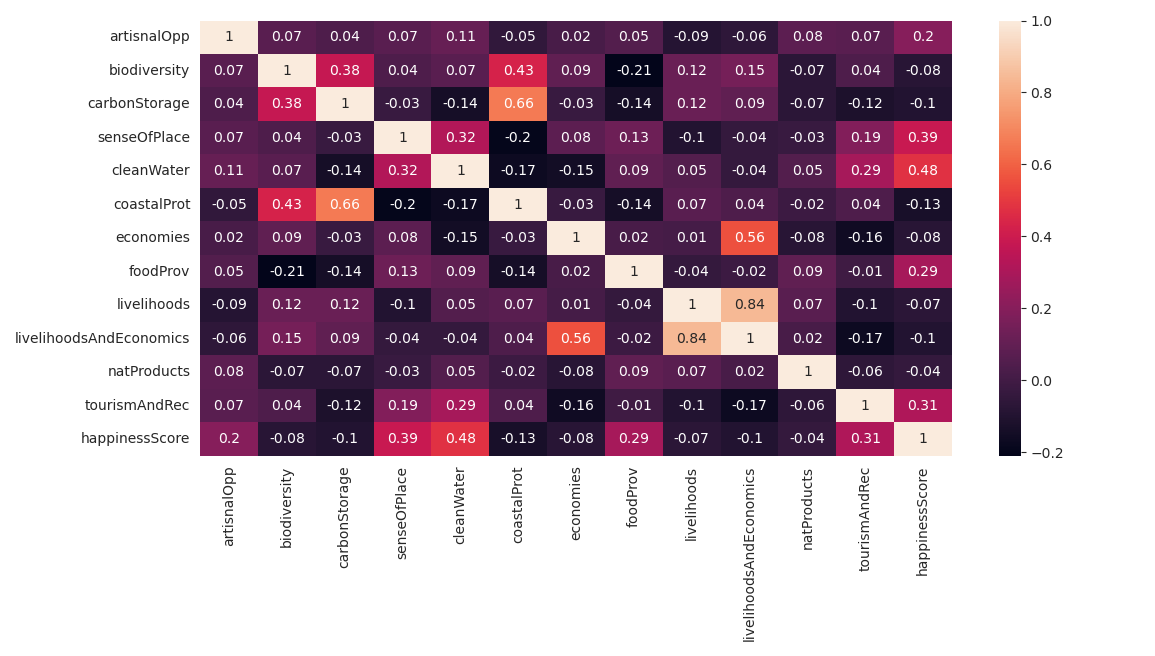 artisnalOpp 1 0.07 0.04 0.07 0.11 -0.05 0.02 0.05 -0.09 -0.06 0.08 0.07 0.2
biodiversity 0.07 1 0.38 0.04 0.07 0.43 0.09 -0.21 0.12 0.15 -0.07 0.04 -0.08
carbonStorage 0.04 0.38 1 -0.03 -0.14 0.66 -0.03 -0.14 0.12 0.09 -0.07 -0.12 -0.1
senseOfPlace 0.07 0.04 -0.03 1 0.32 -0.2 0.08 0.13 -0.1 -0.04 -0.03 0.19 0.39
cleanWater 0.11 0.07 -0.14 0.32 1 -0.17 -0.15 0.09 0.05 -0.04 0.05 0.29 0.48
coastalProt -0.05 0.43 0.66 -0.2 -0.17 1 -0.03 -0.14 0.07 0.04 -0.02 0.04 -0.13
economies 0.02 0.09 -0.03 0.08 -0.15 -0.03 1 0.02 0.01 0.56 -0.08 -0.16 -0.08
foodProv 0.05 -0.21 -0.14 0.13 0.09 -0.14 0.02 1 -0.04 -0.02 0.09 -0.01 0.29
livelihoods -0.09 0.12 0.12 -0.1 0.05 0.07 0.01 -0.04 1 0.84 0.07 -0.1 -0.07
livelihoodsAndEconomics -0.06 0.15 0.09 -0.04 -0.04 0.04 0.56 -0.02 0.84 1 0.02 -0.17 -0.1
natProducts 0.08 -0.07 -0.07 -0.03 0.05 -0.02 -0.08 0.09 0.07 0.02 1 -0.06 -0.04
tourismAndRec 0.07 0.04 -0.12 0.19 0.29 0.04 -0.16 -0.01 -0.1 -0.17 -0.06 1 0.31
happinessScore 0.2 -0.08 -0.1 0.39 0.48 -0.13 -0.08 0.29 -0.07 -0.1 -0.04 0.31 1
artisnalOpp
biodiversity
carbonStorage
senseOfPlace
cleanWater
coastalProt
economies
foodProv
livelihoods
livelihoodsAndEconomics
natProducts
tourismAndRec
happinessScore
1.0
0.8
0.6
0.4
0.2
0.0
−0.2